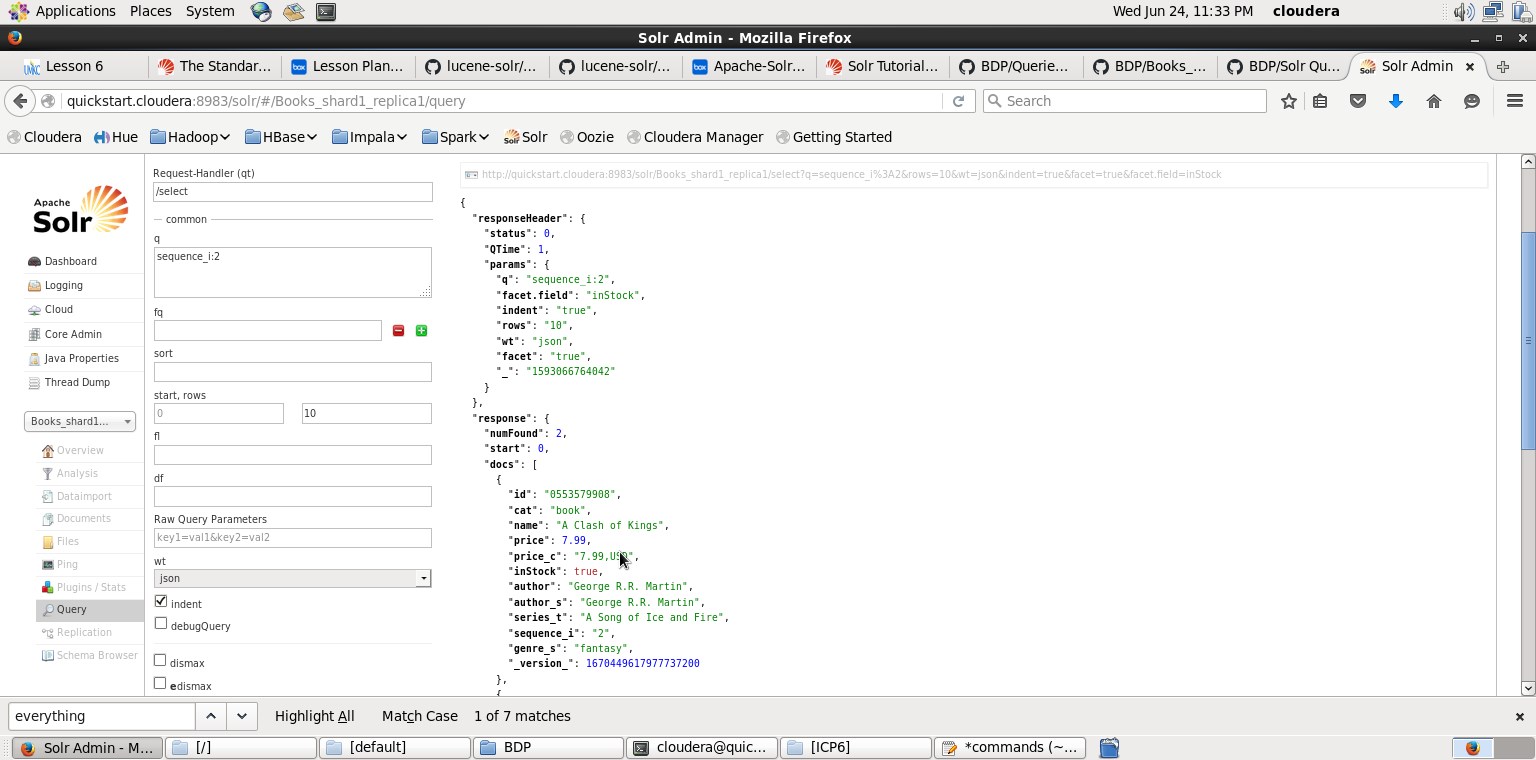 Applications Places System Wed Jun 24, 11:33 PM cloudera
Solr Admin - Mozilla Firefox
Lesson 6 The Standar... Lesson Plan... lucene-solr/... lucene-solr/... Apache-Solr... Solr Tutorial... BDP/Querie... BDP/Books_... BDP/Solr Qu... Solr Admin
quickstart.cloudera:8983/solr/#/Books_shard1_replica1/query Search
Cloudera Hue Hadoop HBase Impala Spark Solr Oozie Cloudera Manager Getting Started
Apache
Solr
Dashboard
Logging
Cloud
Core Admin
Java Properties
Thread Dump
Books_shard1...
Overview
Analysis
Dataimport
Documents
Files
Ping
Plugins / Stats
Query
Replication
Schema Browser
Request-Handler (qt)
/select
common
q
sequence_i:2
fq
sort
start, rows
0 10
fl
df
Raw Query Parameters
key1=val1&key2=val2
wt
json
indent
debugQuery
dismax
edismax
http://quickstart.cloudera:8983/solr/Books_shard1_replica1/select?q=sequence_i%3A2&rows=10&wt=json&indent=true&facet=true&facet.field=inStock
{
"responseHeader": {
"status": 0,
"QTime": 1,
"params": {
"q": "sequence_i:2",
"facet.field": "inStock",
"indent": "true",
"rows": "10",
"wt": "json",
"facet": "true",
"_": "1593066764042"
}
},
"response": {
"numFound": 2,
"start": 0,
"docs": [
{
"id": "0553579908",
"cat": "book",
"name": "A Clash of Kings",
"price": 7.99,
"price_c": "7.99,USD",
"inStock": true,
"author": "George R.R. Martin",
"author_s": "George R.R. Martin",
"series_t": "A Song of Ice and Fire",
"sequence_i": "2",
"genre_s": "fantasy",
"_version_": 1670449617977737200
},
{
everything Highlight All Match Case 1 of 7 matches
Solr Admin - M... [/] [default] BDP cloudera@quic... [ICP6] *commands (~...